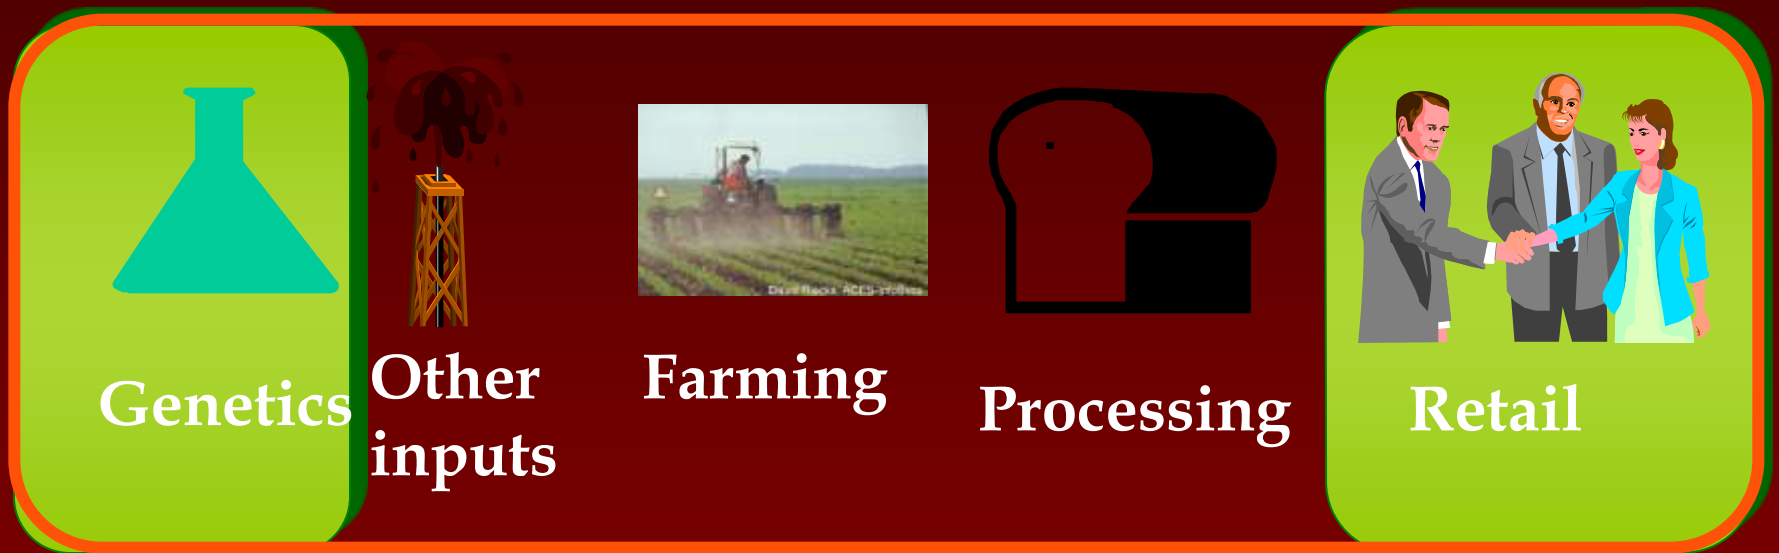 Genetics
Other
inputs
Farming
Processing
Retail